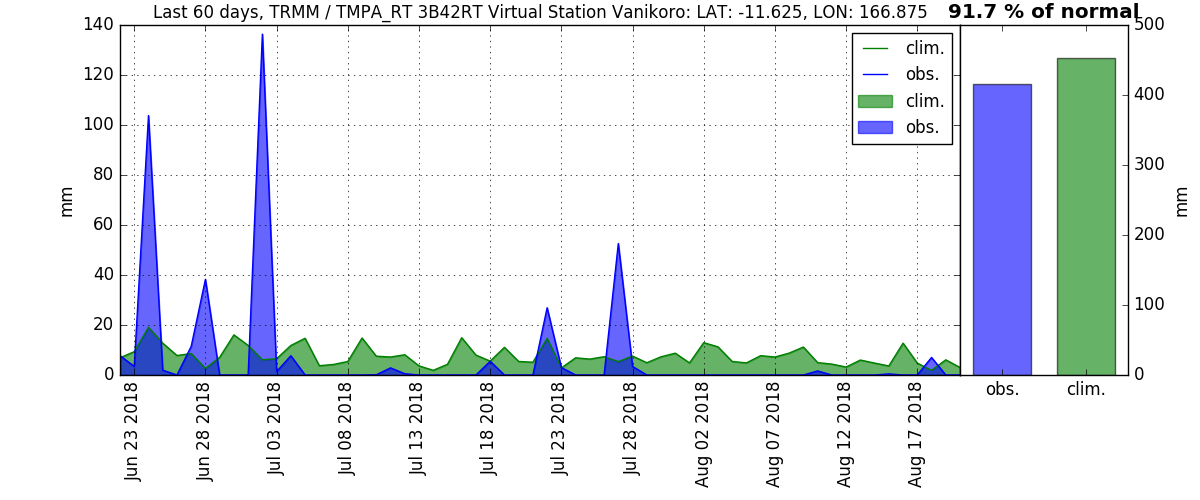 Last 60 days, TRMM / TMPA_RT 3B42RT Virtual Station Vanikoro: LAT: -11.625, LON: 166.875
91.7 % of normal
140
120
100
80
60
40
20
0
mm
clim.
obs.
clim.
obs.
500
400
300
200
100
0
mm
Jun 23 2018
Jun 28 2018
Jul 03 2018
Jul 08 2018
Jul 13 2018
Jul 18 2018
Jul 23 2018
Jul 28 2018
Aug 02 2018
Aug 07 2018
Aug 12 2018
Aug 17 2018
obs.
clim.